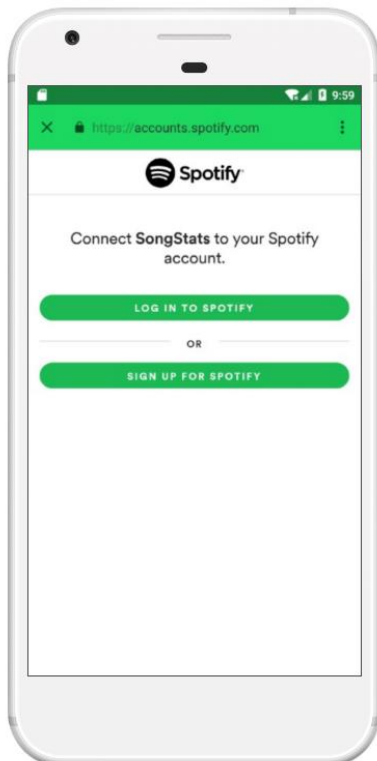 9:59
https://accounts.spotify.com
Spotify
Connect SongStats to your Spotify
account.
LOG IN TO SPOTIFY
OR
SIGN UP FOR SPOTIFY